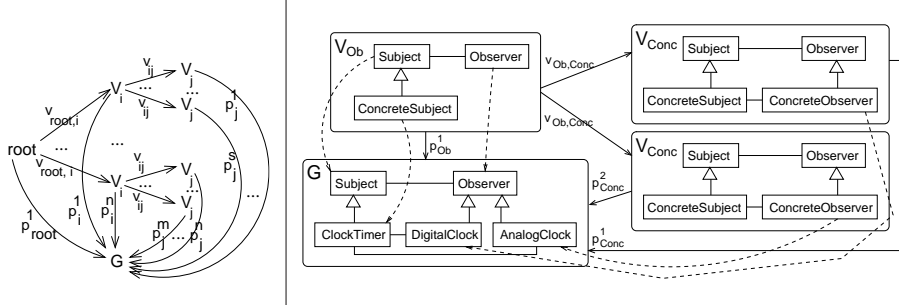 root
v root,i
v root, i
V i
V i
v ij
...
v ij
V j
...
V j
...
...
v ij
...
v ij
V j
...
V j
p 1 root
p 1 i
p n i
p m j ... p n j
p s j
p 1 j
...
G
V Ob
Subject
Observer
ConcreteSubject
v Ob,Conc
v Ob,Conc
p 1 Ob
V Conc
Subject
Observer
ConcreteSubject
ConcreteObserver
V Conc
Subject
Observer
ConcreteSubject
ConcreteObserver
p 2 Conc
p 1 Conc
G
Subject
Observer
ClockTimer
DigitalClock
AnalogClock